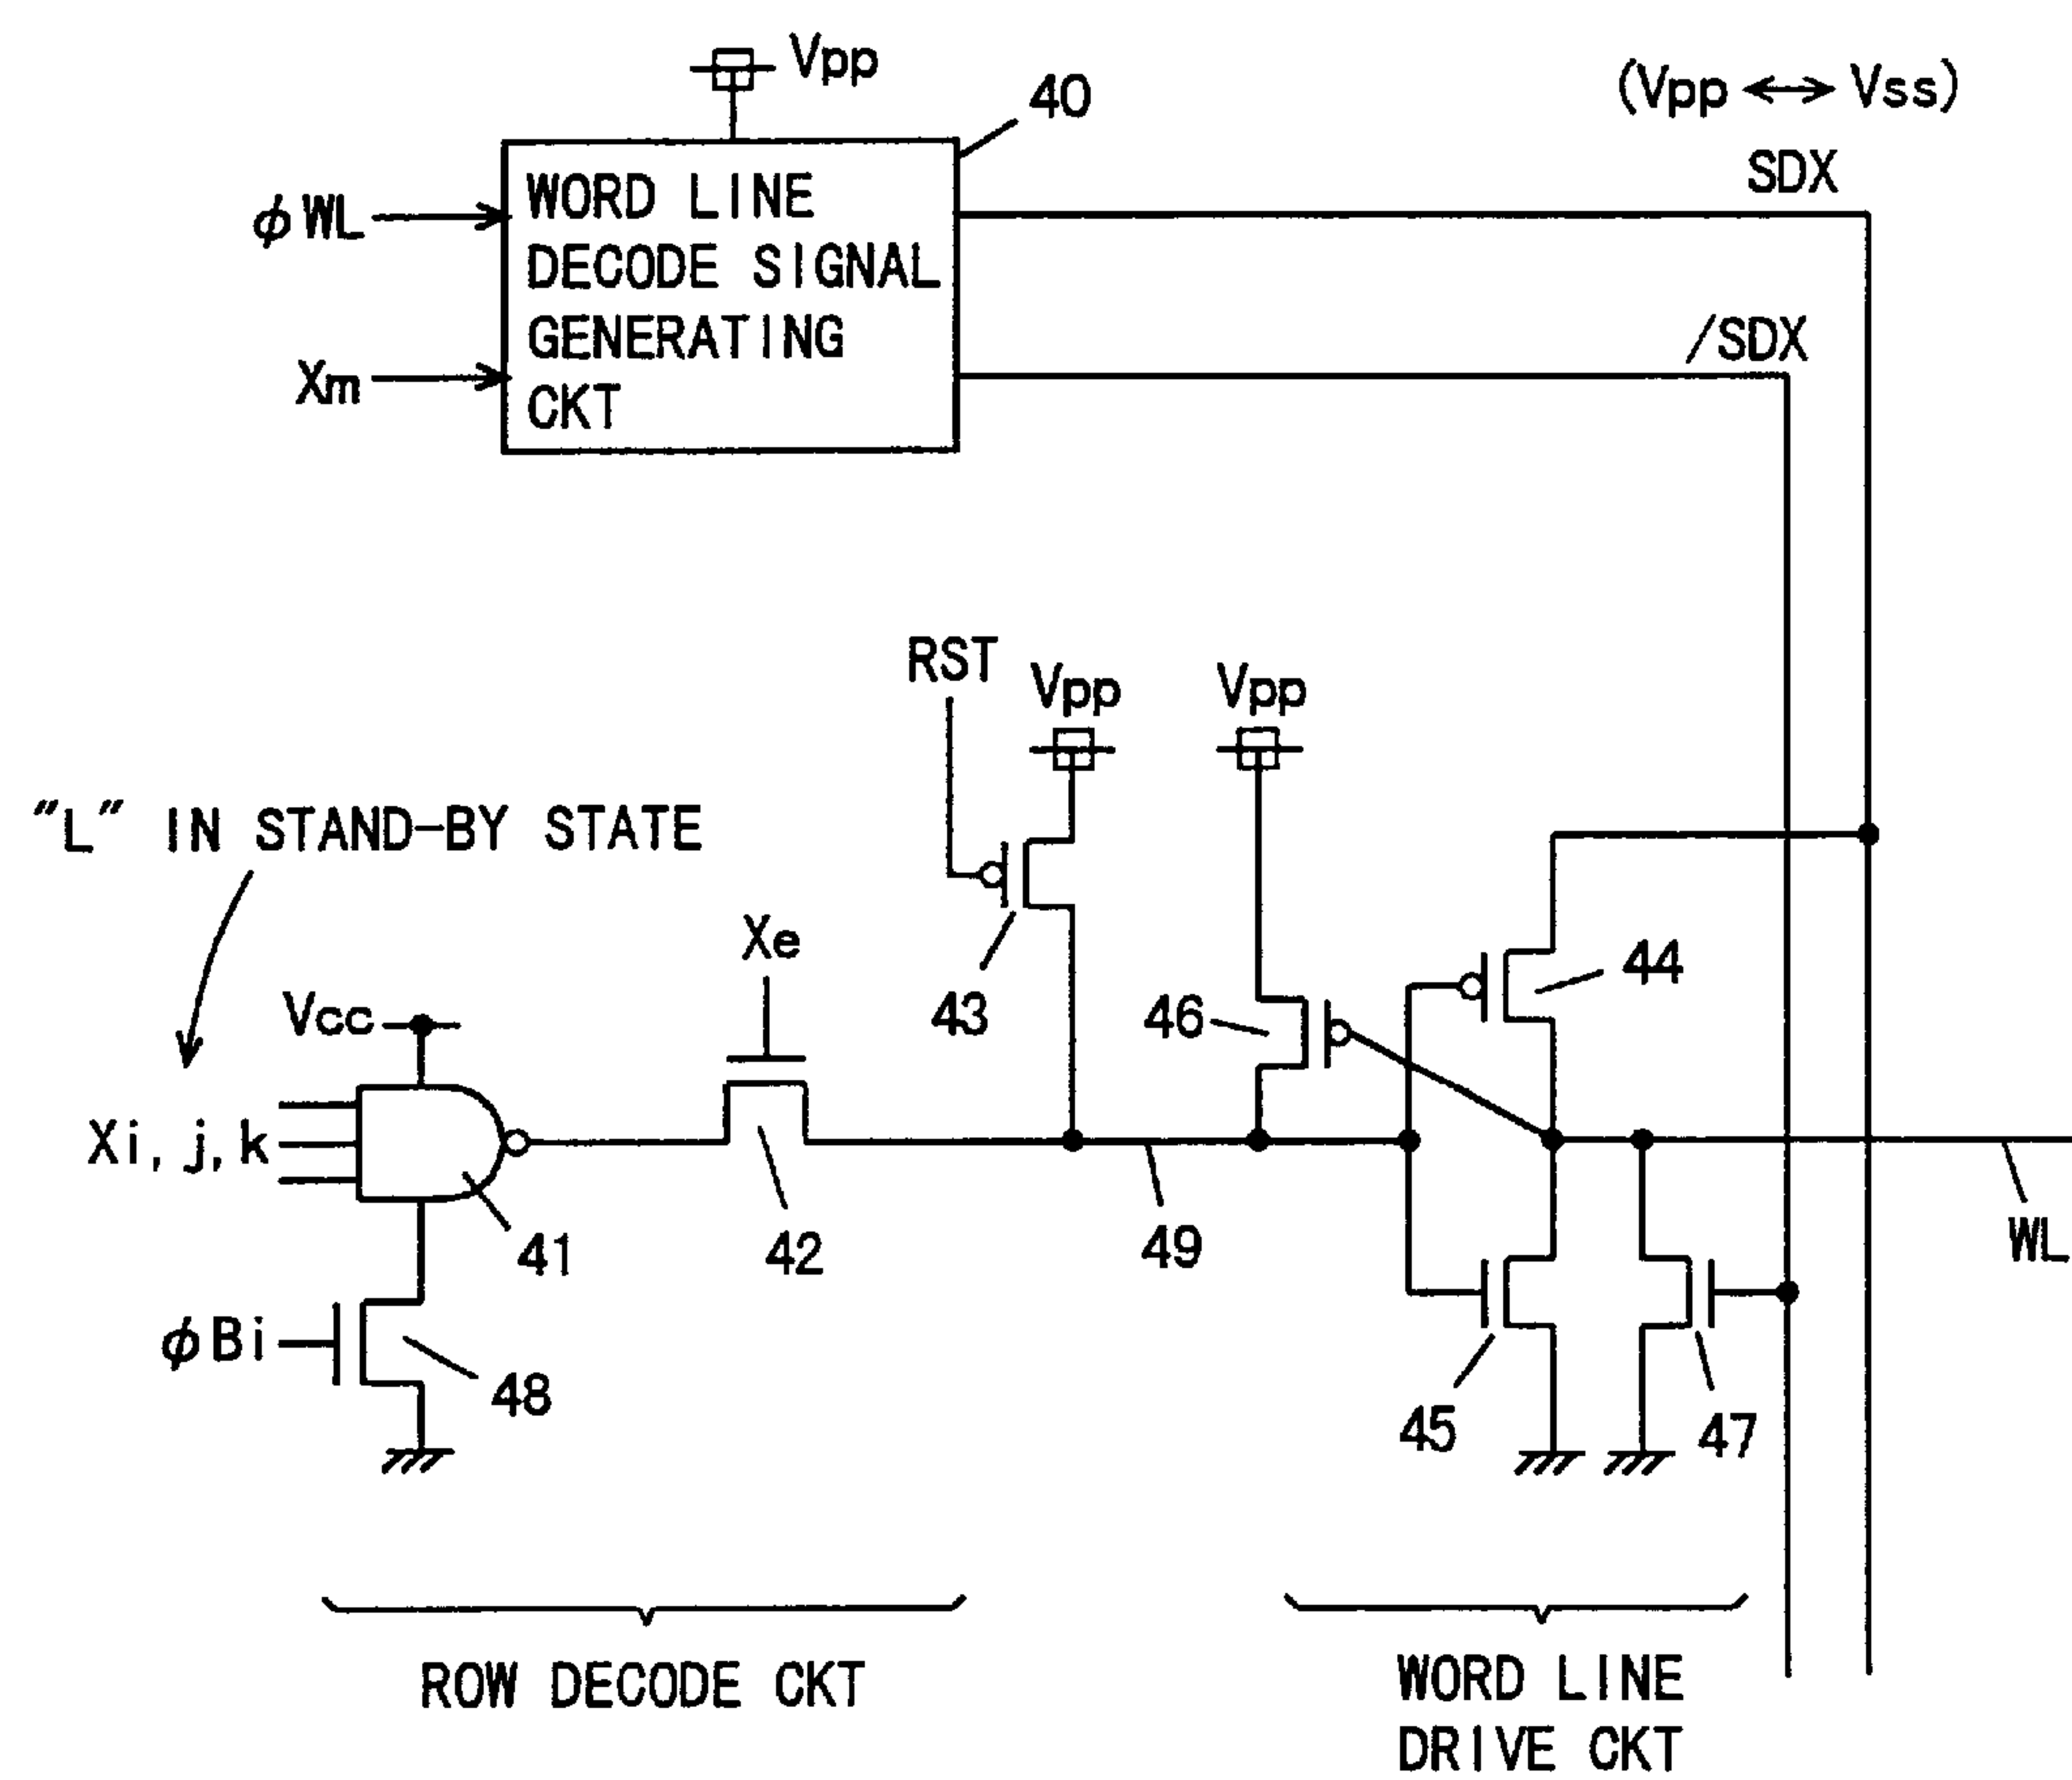 Vpp
40
(Vpp ↔ Vss)
SDX
φWL
WORD LINE
DECODE SIGNAL
GENERATING
CKT
/SDX
Xm
RST
Vpp
Vpp
"L" IN STAND-BY STATE
Xe
43
46
44
Vcc
Xi, j, k
41
42
49
WL
φBi
48
45
47
ROW DECODE CKT
WORD LINE
DRIVE CKT